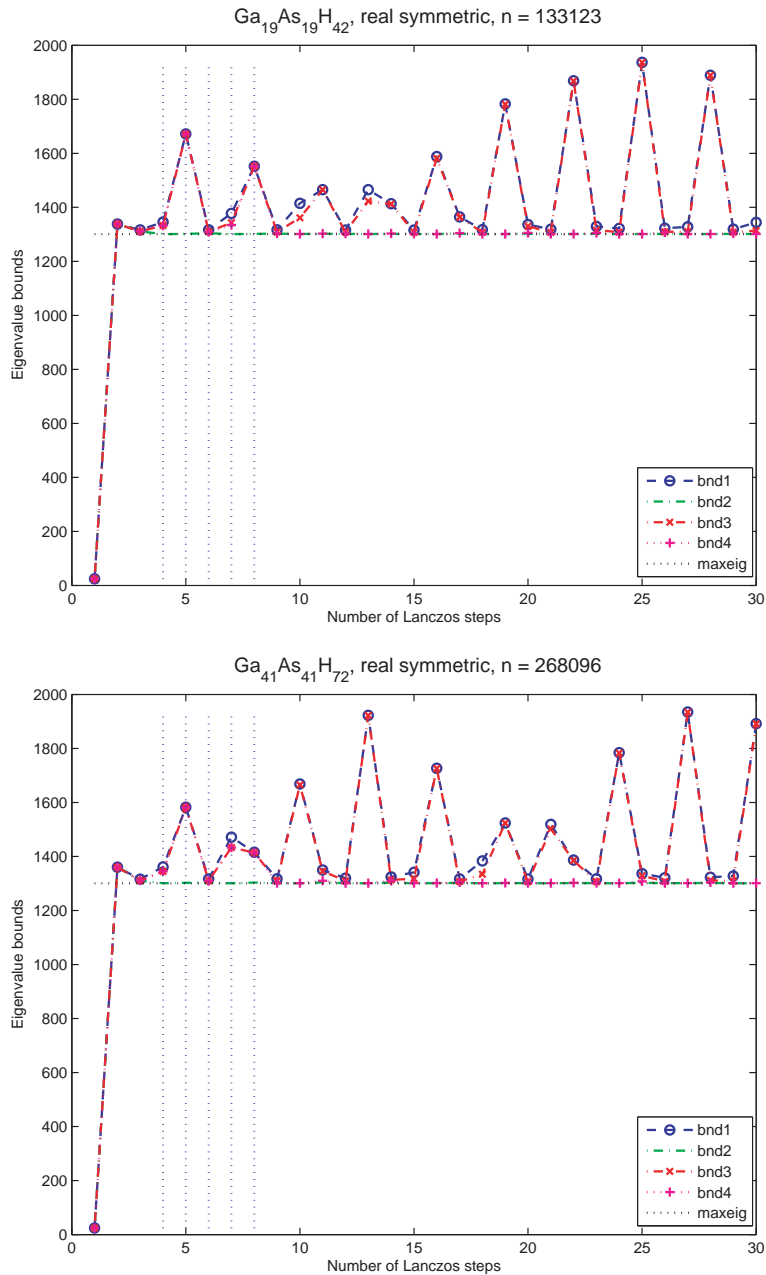 Ga19As19H42, real symmetric, n = 133123
2000
1800
1600
1400
1200
1000
800
600
400
200
0
Eigenvalue bounds
bnd1
bnd2
bnd3
bnd4
maxeig
0 5 10 15 20 25 30
Number of Lanczos steps
Ga41As41H72, real symmetric, n = 268096
2000
1800
1600
1400
1200
1000
800
600
400
200
0
Eigenvalue bounds
bnd1
bnd2
bnd3
bnd4
maxeig
0 5 10 15 20 25 30
Number of Lanczos steps